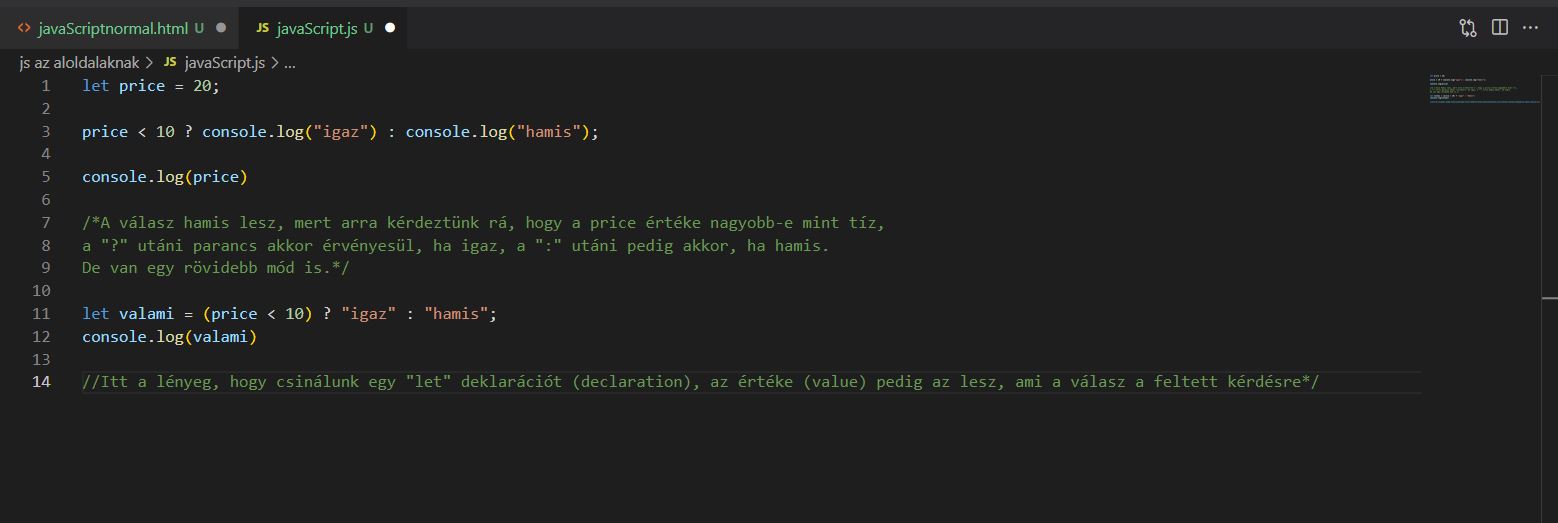 <> javaScriptnormal.html U ● JS javaScript.js U ●
js az aloldalaknak > JS javaScript.js > ...
1 let price = 20;
2
3 price < 10 ? console.log("igaz") : console.log("hamis");
4
5 console.log(price)
6
7 /*A válasz hamis lesz, mert arra kérdeztünk rá, hogy a price értéke nagyobb-e mint tíz,
8 a "?" utáni parancs akkor érvényesül, ha igaz, a ":" utáni pedig akkor, ha hamis.
9 De van egy rövidebb mód is.*/
10
11 let valami = (price < 10) ? "igaz" : "hamis";
12 console.log(valami)
13
14 //Itt a lényeg, hogy csinálunk egy "let" deklarációt (declaration), az értéke (value) pedig az lesz, ami a válasz a feltett kérdésre*/